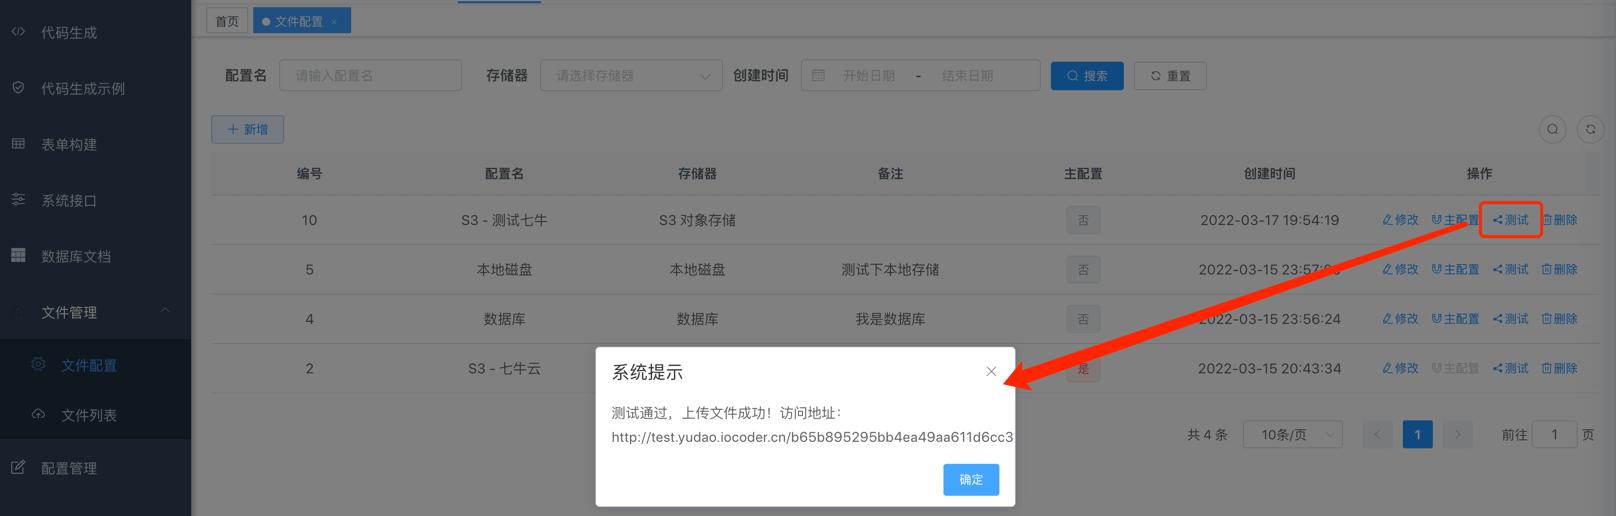 代码生成
代码生成示例
表单构建
系统接口
数据库文档
文件管理
文件配置
文件列表
配置管理
首页 文件配置 ×
配置名 请输入配置名 存储器 请选择存储器 创建时间 开始日期 - 结束日期 搜索 重置
+ 新增
编号 配置名 存储器 备注 主配置 创建时间 操作
10 S3 - 测试七牛 S3 对象存储 否 2022-03-17 19:54:19 修改 主配置 测试 删除
5 本地磁盘 本地磁盘 测试下本地存储 否 2022-03-15 23:57: 修改 主配置 测试 删除
4 数据库 数据库 我是数据库 否 2022-03-15 23:56:24 修改 主配置 测试 删除
2 S3 - 七牛云 是 2022-03-15 20:43:34 修改 主配置 测试 删除
系统提示
测试通过，上传文件成功！访问地址：
http://test.yudao.iocoder.cn/b65b895295bb4ea49aa611d6cc3
确定
共 4 条 10条/页 1 前往 1 页